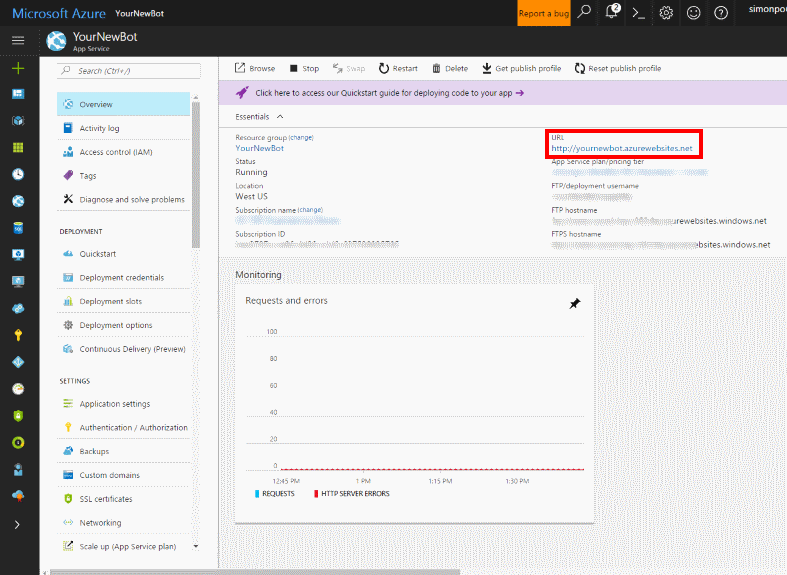 Microsoft Azure YourNewBot
Report a bug
2
simonpo
YourNewBot
App Service
Search (Ctrl+/)
Browse Stop Swap Restart Delete Get publish profile Reset publish profile
Click here to access our Quickstart guide for deploying code to your app
Essentials
Overview
Activity log
Access control (IAM)
Tags
Diagnose and solve problems
DEPLOYMENT
Quickstart
Deployment credentials
Deployment slots
Deployment options
Continuous Delivery (Preview)
SETTINGS
Application settings
Authentication / Authorization
Backups
Custom domains
SSL certificates
Networking
Scale up (App Service plan)
Resource group (change)
YourNewBot
Status
Running
Location
West US
Subscription name (change)
Subscription ID
URL
http://yournewbot.azurewebsites.net
App Service plan/pricing tier
FTP/deployment username
FTP hostname
urewebsites.windows.net
FTPS hostname
ebsites.windows.net
Monitoring
Requests and errors
100
80
60
40
20
0
12:45 PM 1 PM 1:15 PM 1:30 PM
REQUESTS HTTP SERVER ERRORS